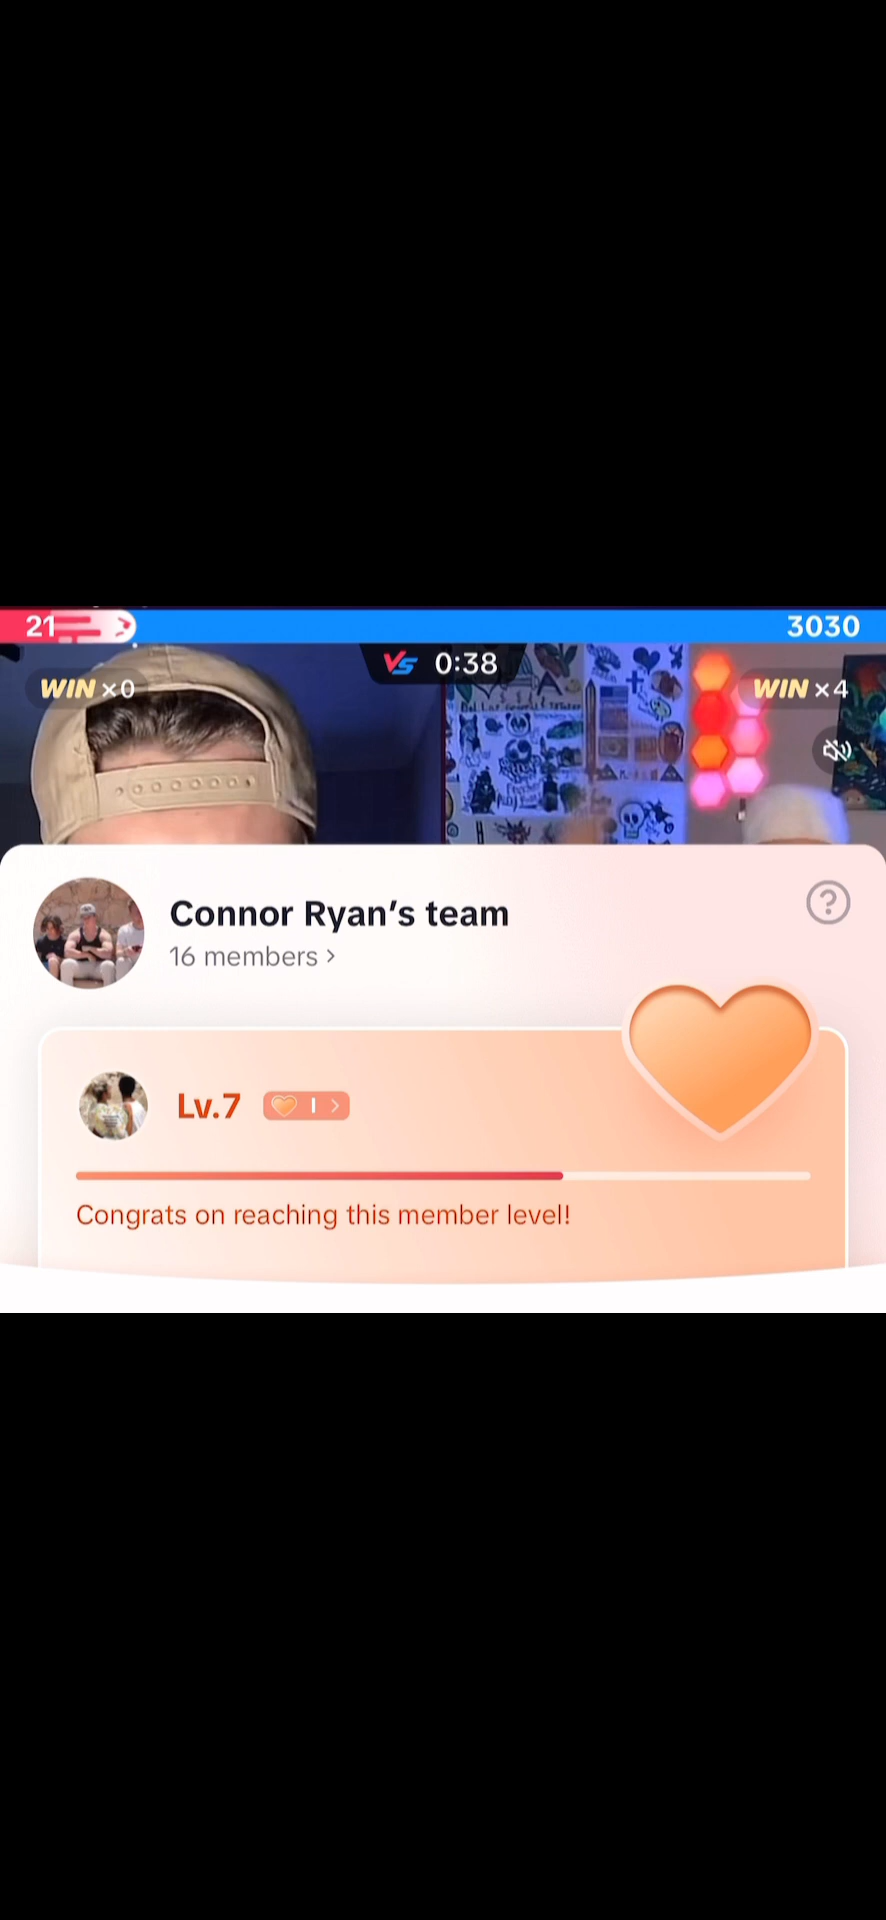 21 3030
VS 0:38
WIN ×0 WIN ×4
Connor Ryan's team
16 members >
Lv.7 I >
Congrats on reaching this member level!